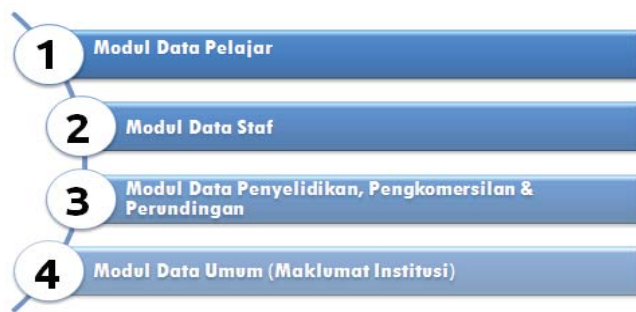 1
Modul Data Pelajar
2
Modul Data Staf
3
Modul Data Penyelidikan, Pengkomersilan &
Perundingan
4
Modul Data Umum (Maklumat Institusi)